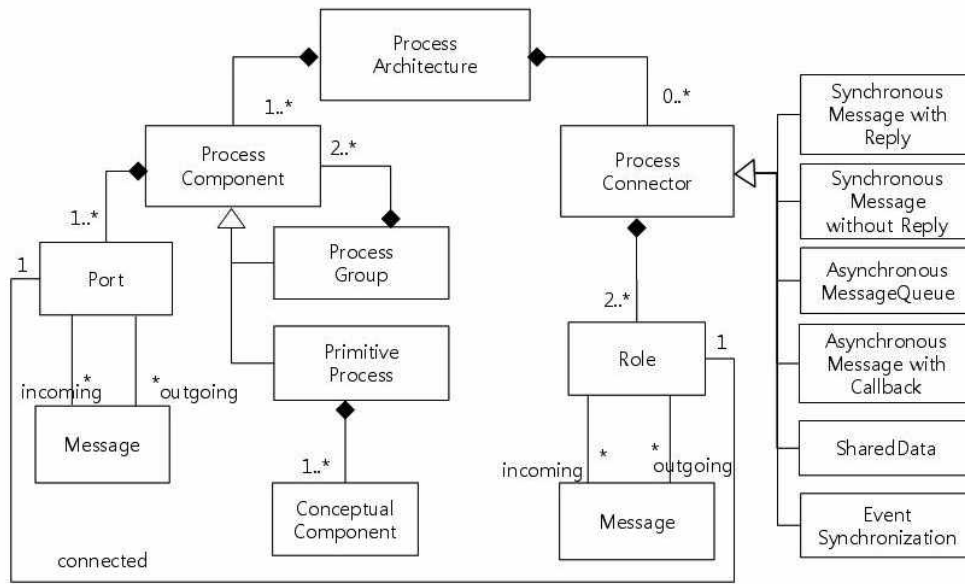 Process
Architecture
1..*
0..*
Process
Component
2..*
Process
Connector
Synchronous
Message with
Reply
Synchronous
Message
without Reply
1..*
1
Port
Process
Group
Asynchronous
MessageQueue
2..*
Primitive
Process
Role
1
Asynchronous
Message with
Callback
incoming
*
*
outgoing
Message
1..*
Conceptual
Component
incoming
*
*
outgoing
Message
SharedData
Event
Synchronization
connected